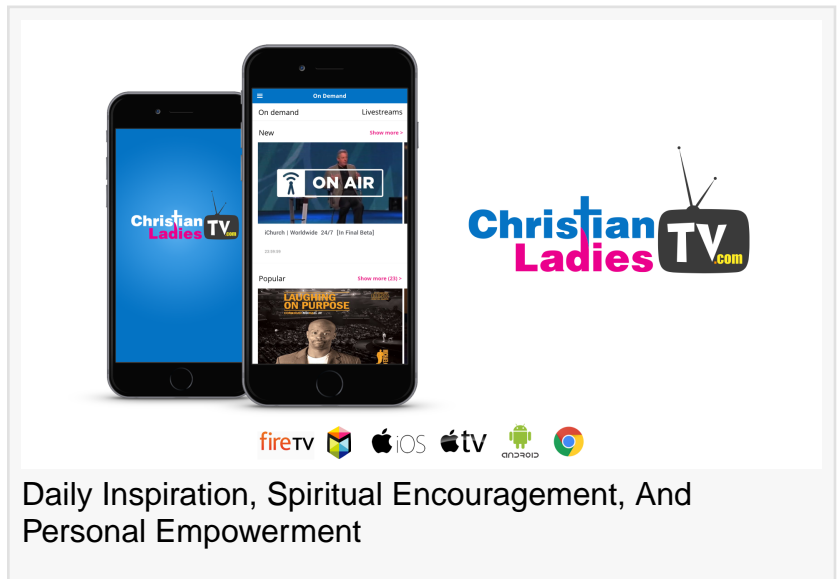 On Demand
On demand
Livestreams
New
Show more >
ON AIR
iChurch | Worldwide 24/7 [In Final Beta]
Popular
Show more (23) >
LAUGHING
ON PURPOSE
Christian
Ladies TV.com
Christian
Ladies TV.com
fireTV
iOS
tv
ANDROID
Daily Inspiration, Spiritual Encouragement, And
Personal Empowerment